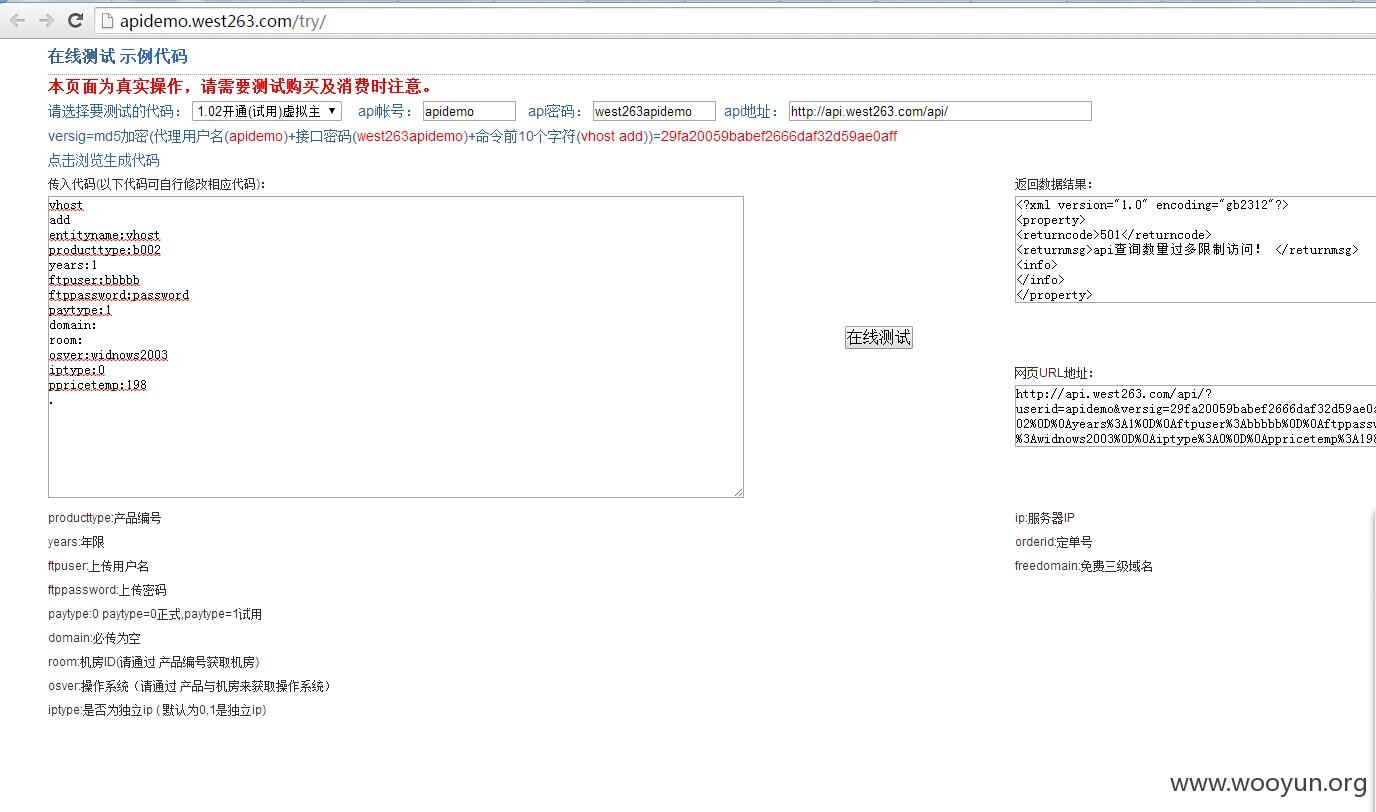 apidemo.west263.com/try/
在线测试 示例代码
本页面为真实操作，请需要测试购买及消费时注意。
请选择要测试的代码： 1.02开通(试用)虚拟主 api帐号： apidemo api密码： west263apidemo api地址： http://api.west263.com/api/
versig=md5加密(代理用户名(apidemo)+接口密码(west263apidemo)+命令前10个字符(vhost add))=29fa20059babef2666daf32d59ae0aff
点击浏览生成代码
传入代码(以下代码可自行修改相应代码)：
vhost
add
entityname:vhost
producttype:b002
years:1
ftpuser:bbbbb
ftppassword:password
paytype:1
domain:
room:
osver:widnows2003
iptype:0
ppricetemp:198
.
在线测试
返回数据结果：
<?xml version="1.0" encoding="gb2312"?>
<property>
<returncode>501</returncode>
<returnmsg>api查询数量过多限制访问！ </returnmsg>
<info>
</info>
</property>
网页URL地址：
http://api.west263.com/api/?
userid=apidemo&versig=29fa20059babef2666daf32d59ae0a
02%0D%0Ayears%3A1%0D%0Aftpuser%3Abbbbb%0D%0Aftppassw
%3Awidnows2003%0D%0Aiptype%3A0%0D%0Appricetemp%3A198
producttype:产品编号
years:年限
ftpuser:上传用户名
ftppassword:上传密码
paytype:0 paytype=0正式,paytype=1试用
domain:必传为空
room:机房ID(请通过 产品编号获取机房)
osver:操作系统（请通过 产品与机房来获取操作系统）
iptype:是否为独立ip ( 默认为0,1是独立ip)
ip:服务器IP
orderid:定单号
freedomain:免费三级域名
www.wooyun.org